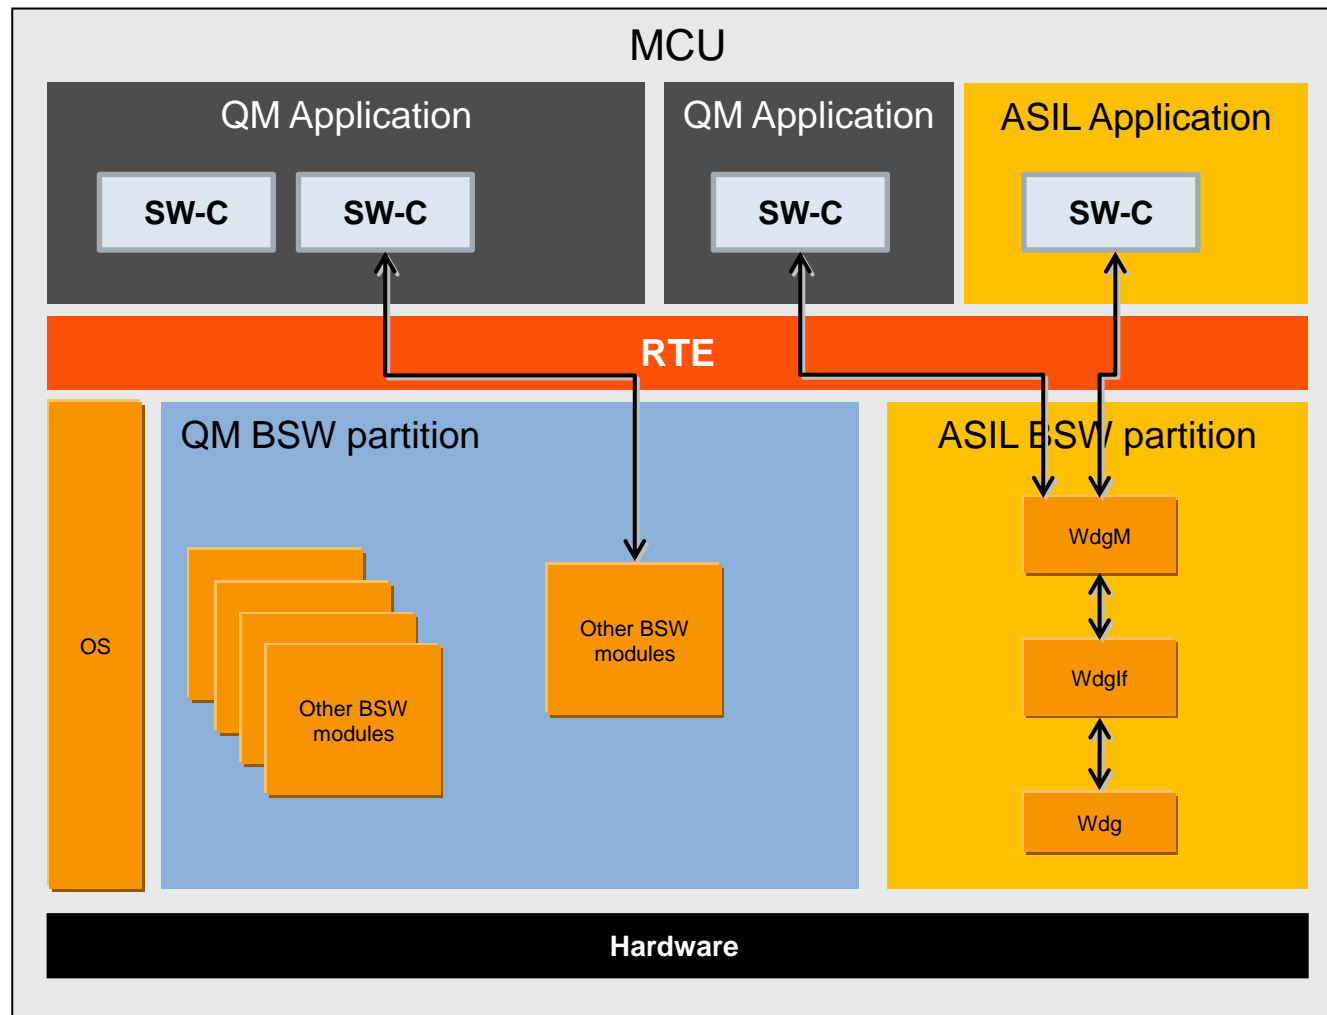 MCU
QM Application
QM Application
ASIL Application
SW-C
SW-C
SW-C
SW-C
RTE
QM BSW partition
ASIL BSW partition
WdgM
Other BSW
modules
OS
WdgIf
Other BSW
modules
Wdg
Hardware